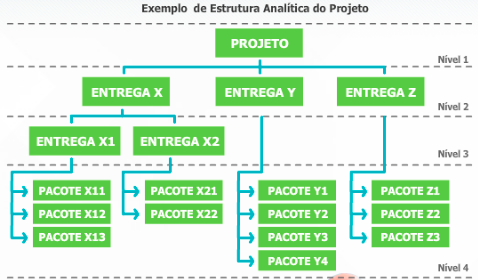 Exemplo de Estrutura Analítica do Projeto
PROJETO
Nível 1
ENTREGA X
ENTREGA Y
ENTREGA Z
Nível 2
ENTREGA X1
ENTREGA X2
Nível 3
PACOTE X11
PACOTE X21
PACOTE Y1
PACOTE Z1
PACOTE X12
PACOTE X22
PACOTE Y2
PACOTE Z2
PACOTE X13
PACOTE Y3
PACOTE Z3
PACOTE Y4
Nível 4